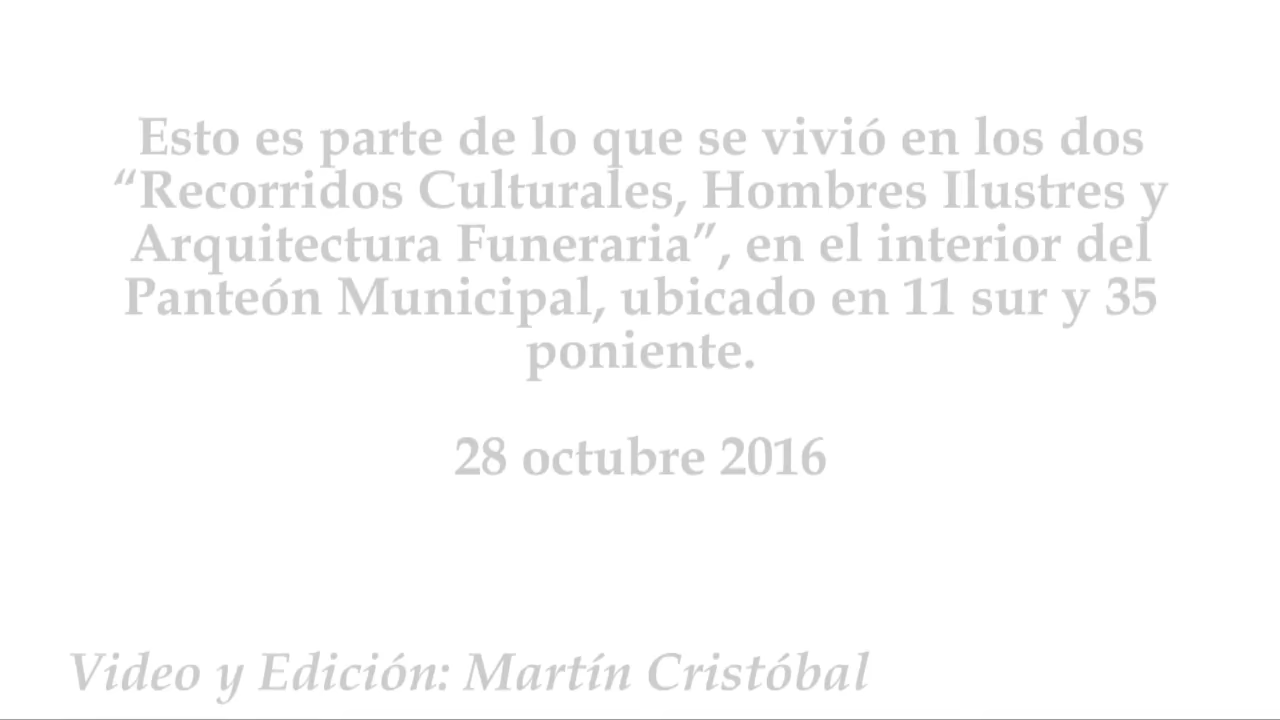 Esto es parte de lo que se vivió en los dos
“Recorridos Culturales, Hombres Ilustres y
Arquitectura Funeraria”, en el interior del
Panteón Municipal, ubicado en 11 sur y 35
poniente.
28 octubre 2016
Video y Edición: Martín Cristóbal